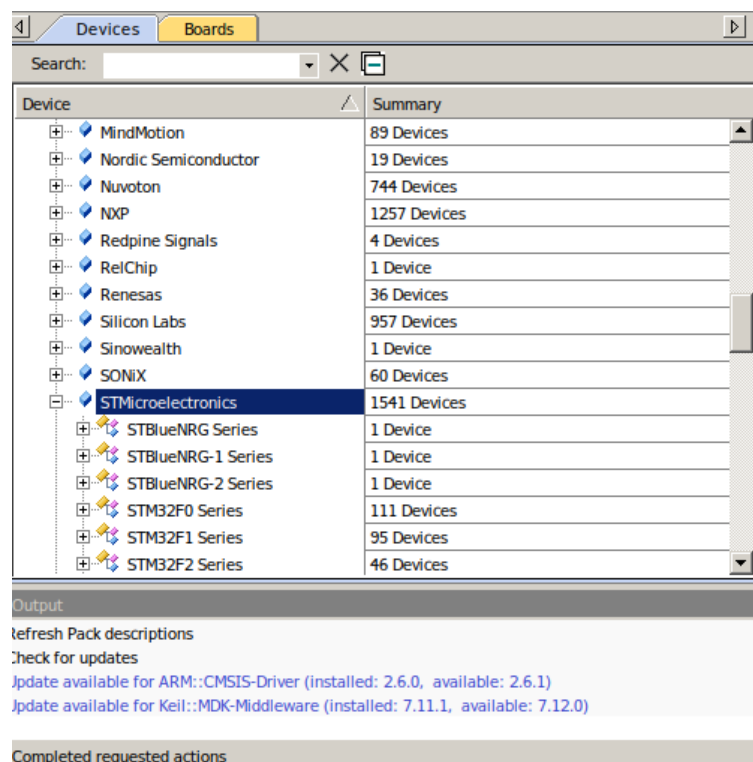 Devices Boards
Search:
Device Summary
MindMotion 89 Devices
Nordic Semiconductor 19 Devices
Nuvoton 744 Devices
NXP 1257 Devices
Redpine Signals 4 Devices
RelChip 1 Device
Renesas 36 Devices
Silicon Labs 957 Devices
Sinowealth 1 Device
SONiX 60 Devices
STMicroelectronics 1541 Devices
STBlueNRG Series 1 Device
STBlueNRG-1 Series 1 Device
STBlueNRG-2 Series 1 Device
STM32F0 Series 111 Devices
STM32F1 Series 95 Devices
STM32F2 Series 46 Devices
Output
Refresh Pack descriptions
Check for updates
Update available for ARM::CMSIS-Driver (installed: 2.6.0, available: 2.6.1)
Update available for Keil::MDK-Middleware (installed: 7.11.1, available: 7.12.0)
Completed requested actions